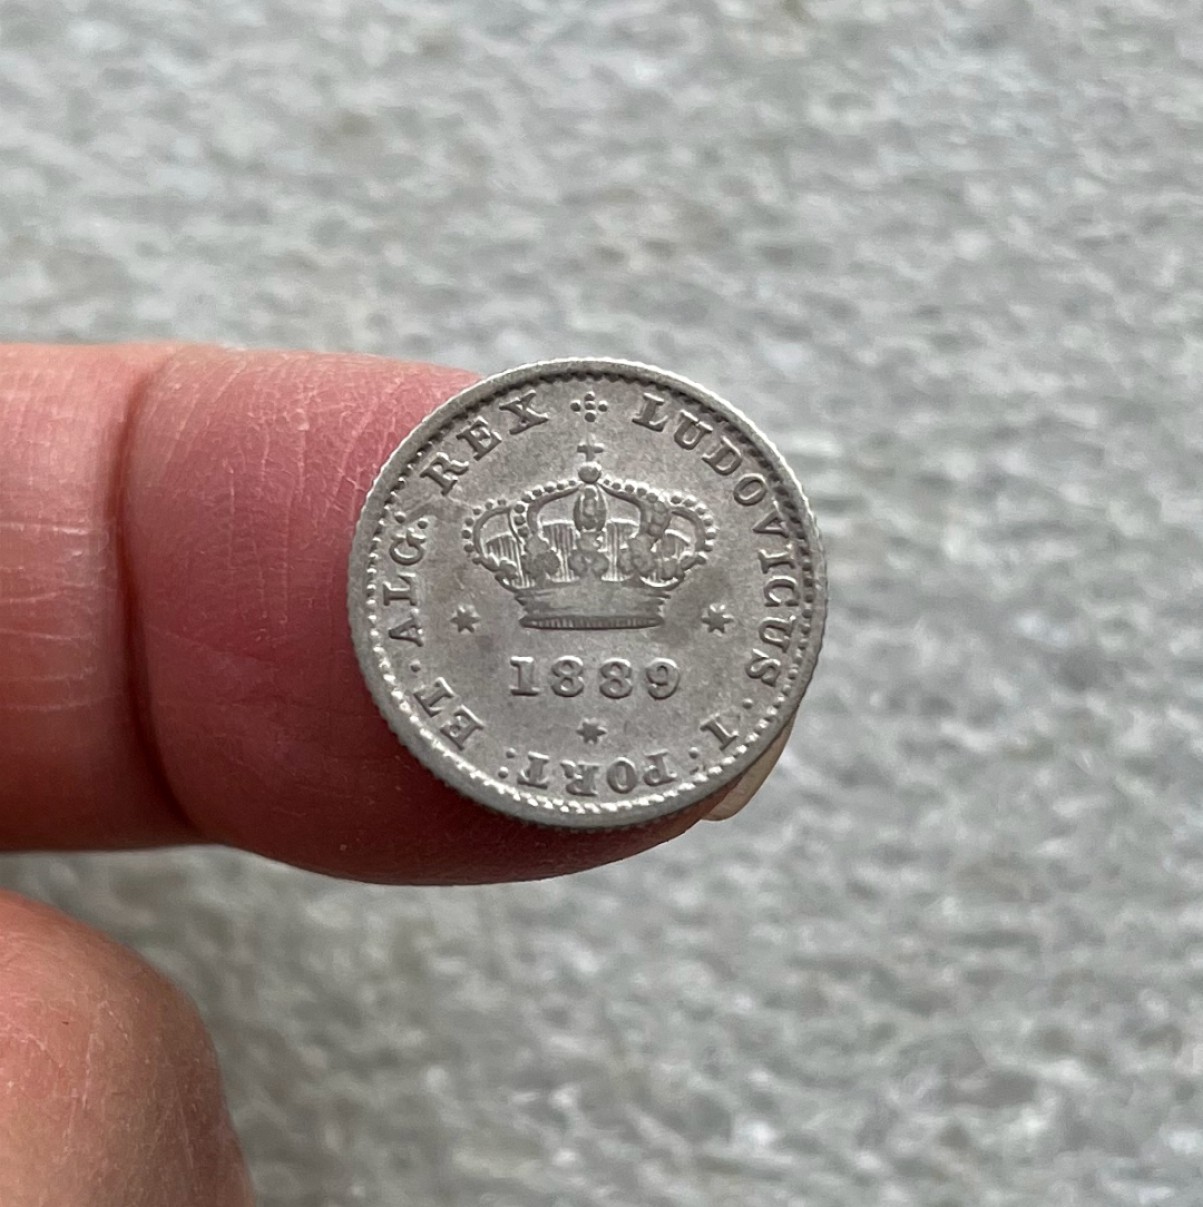 LUDOVICUS · I · PORT: ET · ALG: REX
1889